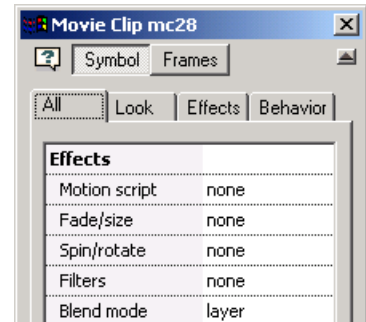 Movie Clip mc28
? Symbol Frames
All Look Effects Behavior
Effects
Motion script none
Fade/size none
Spin/rotate none
Filters none
Blend mode layer